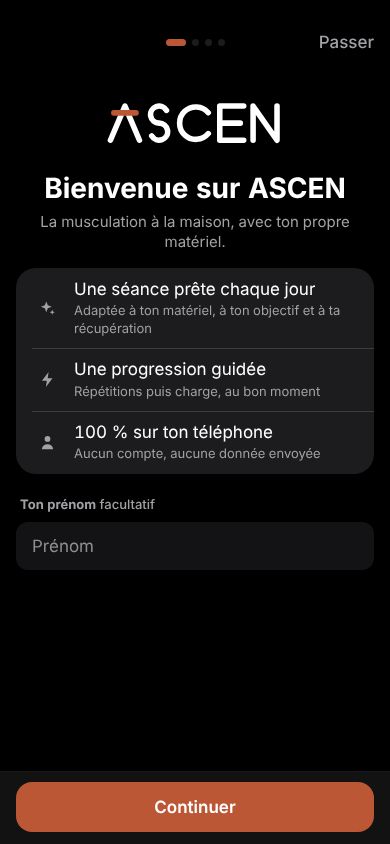 Passer
ASCEN
Bienvenue sur ASCEN
La musculation à la maison, avec ton propre
matériel.
Une séance prête chaque jour
Adaptée à ton matériel, à ton objectif et à ta
récupération
Une progression guidée
Répétitions puis charge, au bon moment
100 % sur ton téléphone
Aucun compte, aucune donnée envoyée
Ton prénom facultatif
Prénom
Continuer